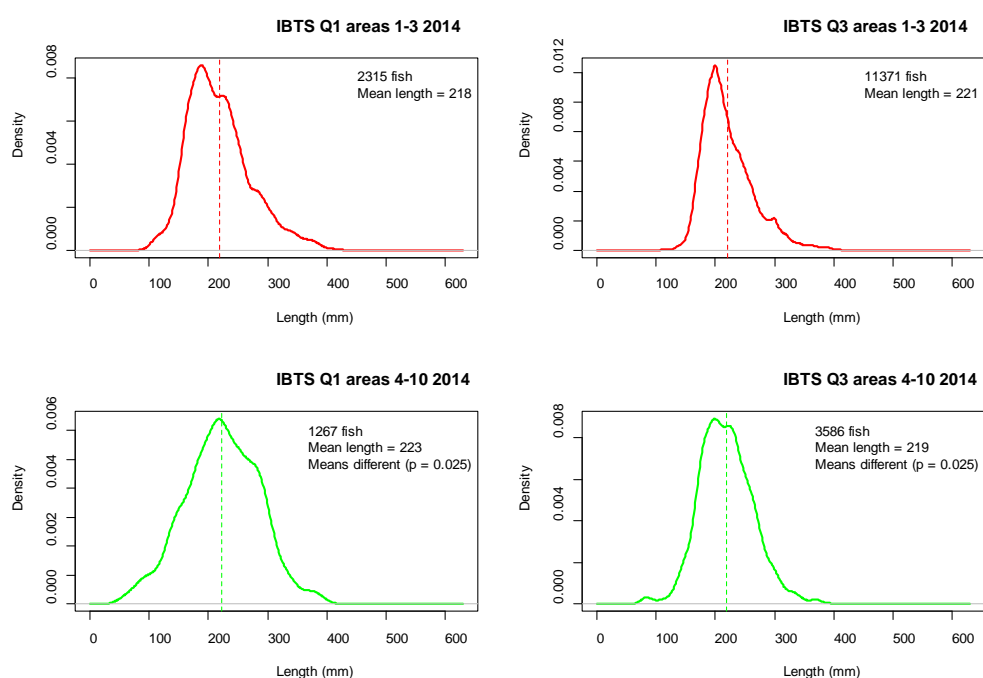 IBTS Q1 areas 1-3 2014
2315 fish
Mean length = 218
Density
0.000
0.004
0.008
0 100 200 300 400 500 600
Length (mm)
IBTS Q3 areas 1-3 2014
11371 fish
Mean length = 221
Density
0.000
0.004
0.008
0.012
0 100 200 300 400 500 600
Length (mm)
IBTS Q1 areas 4-10 2014
1267 fish
Mean length = 223
Means different (p = 0.025)
Density
0.000
0.002
0.004
0.006
0 100 200 300 400 500 600
Length (mm)
IBTS Q3 areas 4-10 2014
3586 fish
Mean length = 219
Means different (p = 0.025)
Density
0.000
0.004
0.008
0 100 200 300 400 500 600
Length (mm)